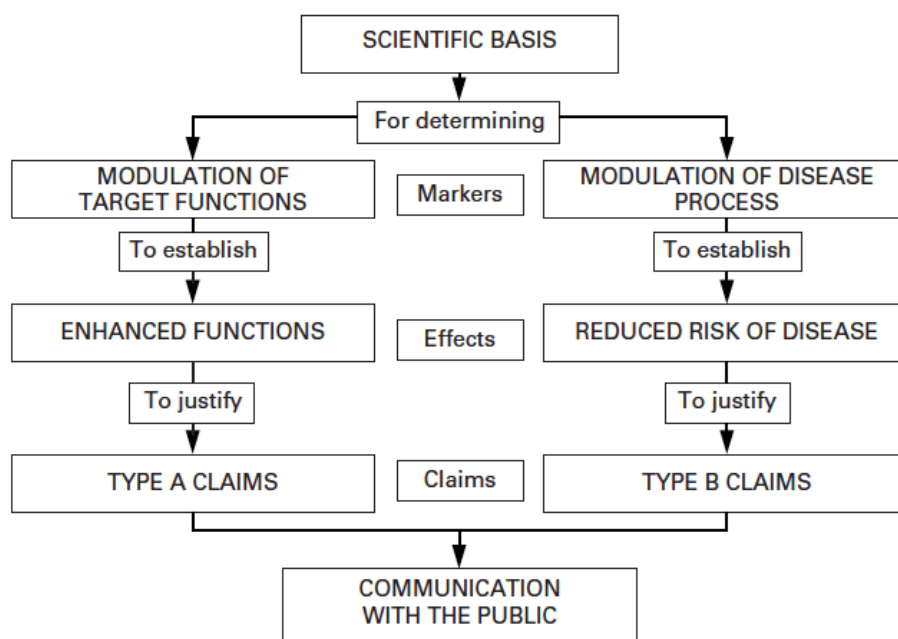 SCIENTIFIC BASIS
For determining
MODULATION OF
TARGET FUNCTIONS
Markers
MODULATION OF DISEASE
PROCESS
To establish
To establish
ENHANCED FUNCTIONS
Effects
REDUCED RISK OF DISEASE
To justify
To justify
TYPE A CLAIMS
Claims
TYPE B CLAIMS
COMMUNICATION
WITH THE PUBLIC